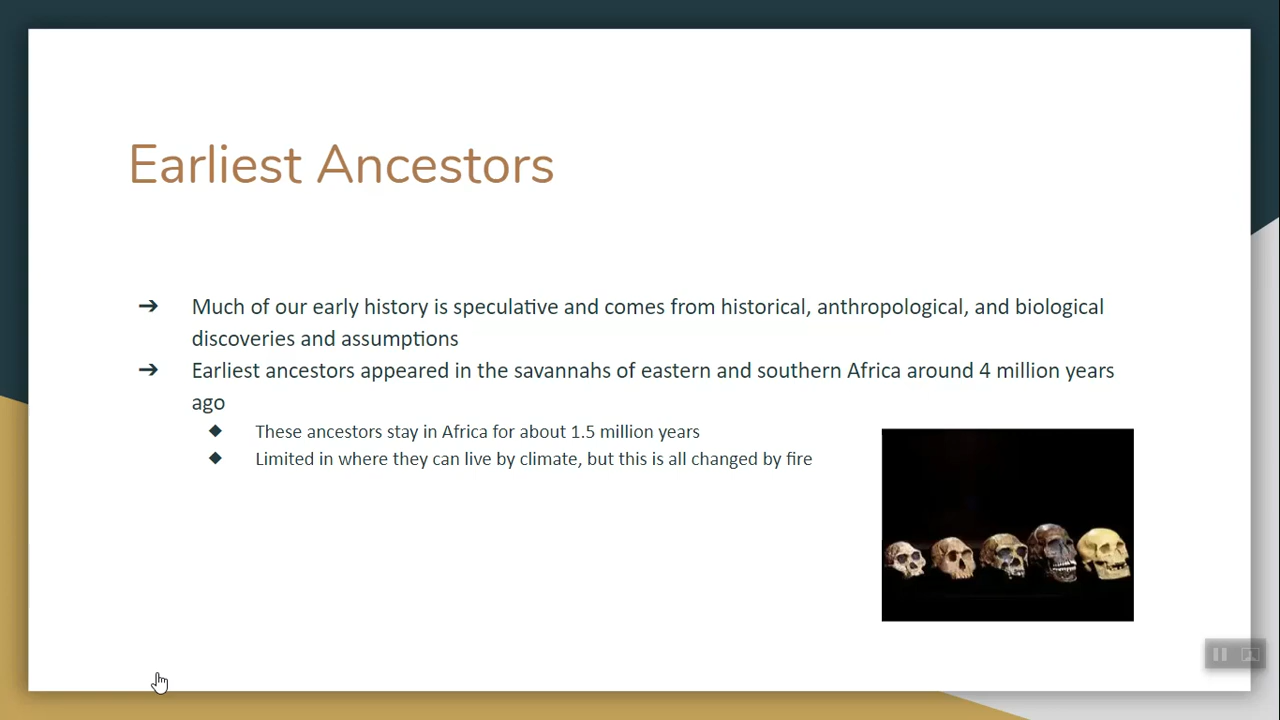 Earliest Ancestors
➔ Much of our early history is speculative and comes from historical, anthropological, and biological
discoveries and assumptions
➔ Earliest ancestors appeared in the savannahs of eastern and southern Africa around 4 million years
ago
◆ These ancestors stay in Africa for about 1.5 million years
◆ Limited in where they can live by climate, but this is all changed by fire